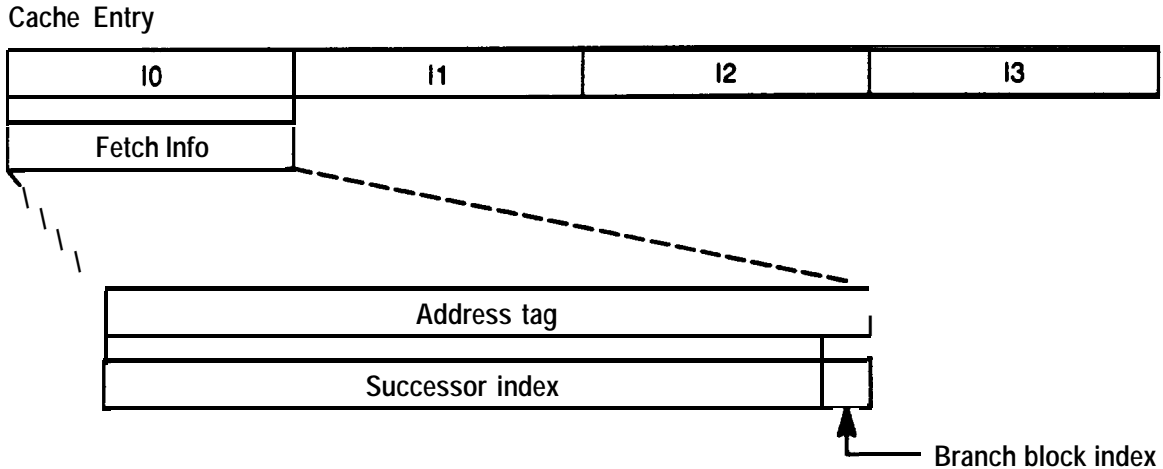 Cache Entry
I0 I1 I2 I3
Fetch Info
Address tag
Successor index
Branch block index